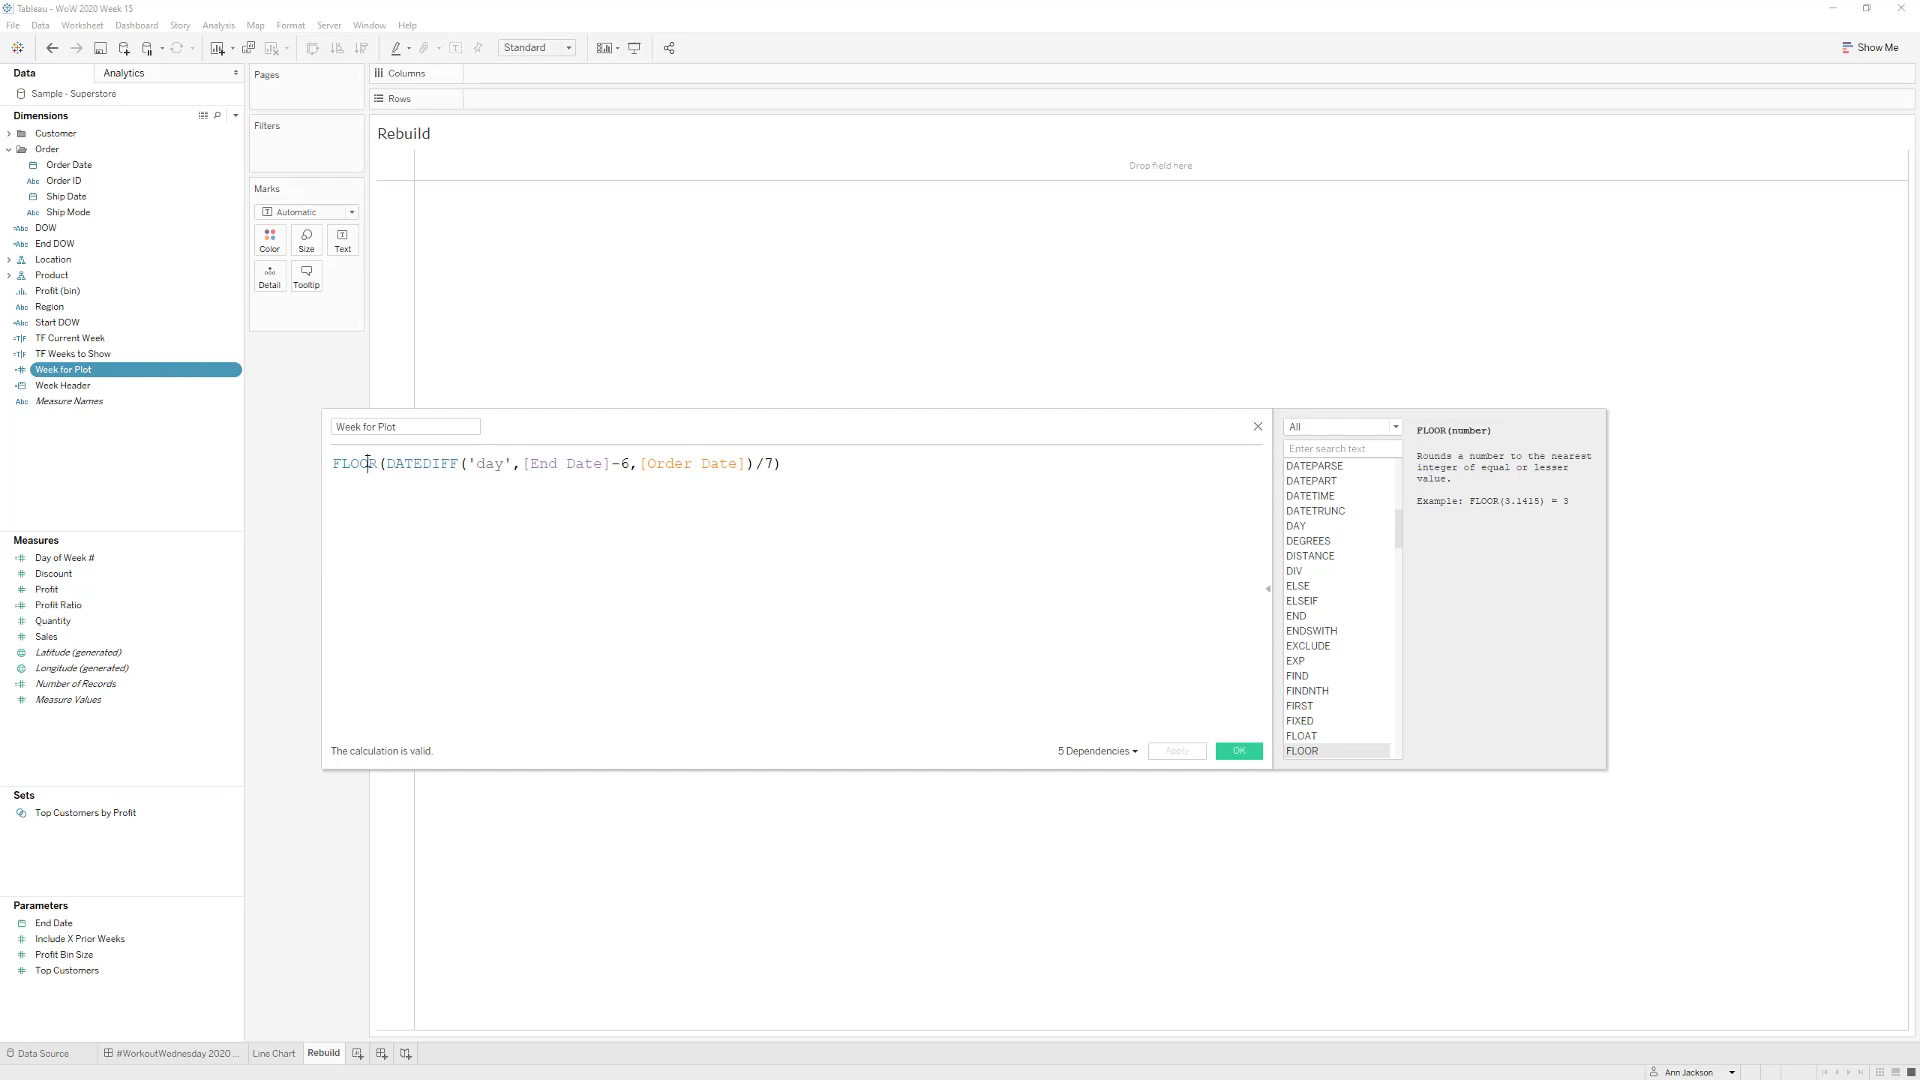 Tableau - WoW 2020 Week 15
File Data Worksheet Dashboard Story Analysis Map Format Server Window Help
Standard
Show Me
Data Analytics
Sample - Superstore
Dimensions
Customer
Order
Order Date
Abc Order ID
Ship Date
Abc Ship Mode
=Abc DOW
=Abc End DOW
Location
Product
Profit (bin)
Abc Region
=Abc Start DOW
=T|F TF Current Week
=T|F TF Weeks to Show
Week for Plot
Week Header
Abc Measure Names
Measures
Day of Week #
Discount
Profit
Profit Ratio
Quantity
Sales
Latitude (generated)
Longitude (generated)
Number of Records
Measure Values
Sets
Top Customers by Profit
Parameters
End Date
Include X Prior Weeks
Profit Bin Size
Top Customers
Pages
Filters
Marks
Automatic
Color Size Text
Detail Tooltip
Columns
Rows
Rebuild
Drop field here
Week for Plot
FLOOR(DATEDIFF('day',[End Date]-6,[Order Date])/7)
The calculation is valid.
5 Dependencies
Apply
OK
All
Enter search text
DATEPARSE
DATEPART
DATETIME
DATETRUNC
DAY
DEGREES
DISTANCE
DIV
ELSE
ELSEIF
END
ENDSWITH
EXCLUDE
EXP
FIND
FINDNTH
FIRST
FIXED
FLOAT
FLOOR
FLOOR(number)
Rounds a number to the nearest
integer of equal or lesser
value.
Example: FLOOR(3.1415) = 3
Data Source
#WorkoutWednesday 2020 ...
Line Chart
Rebuild
Ann Jackson